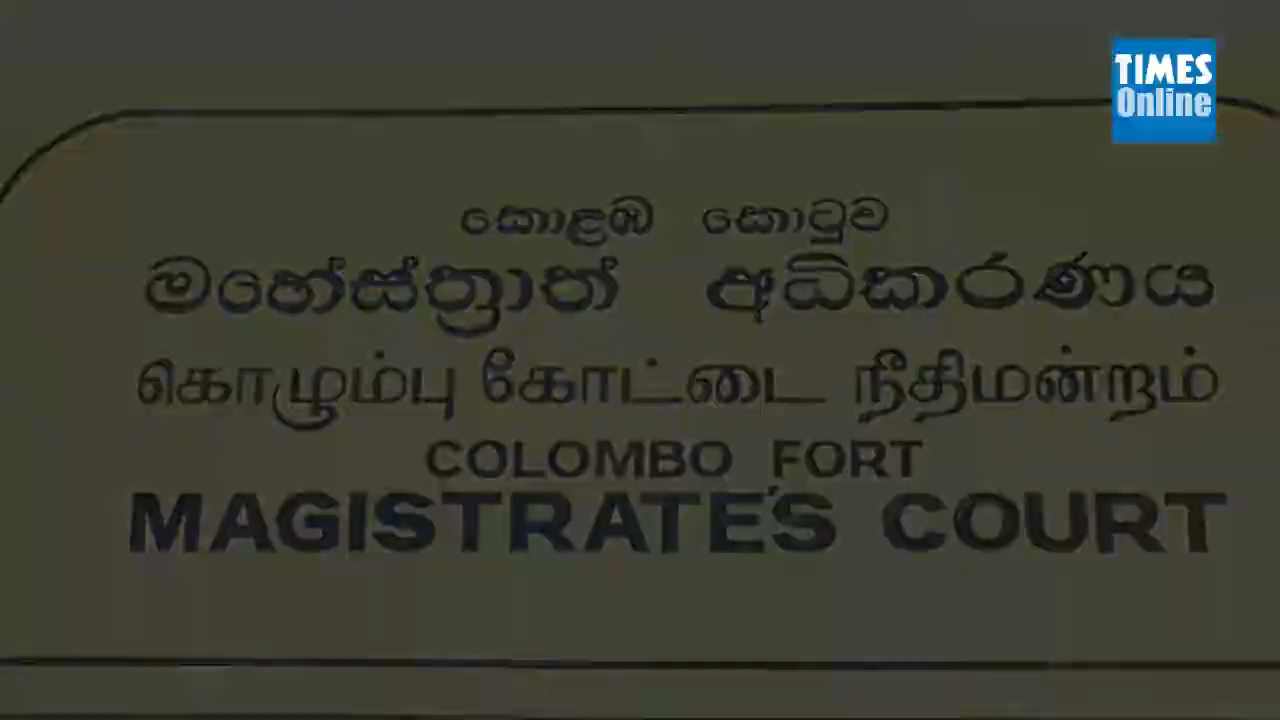 TIMES
Online
කොළඹ කොටුව
මහේස්ත්‍රාත් අධිකරණය
கொழும்பு கோட்டை நீதிமன்றம்
COLOMBO FORT
MAGISTRATE'S COURT